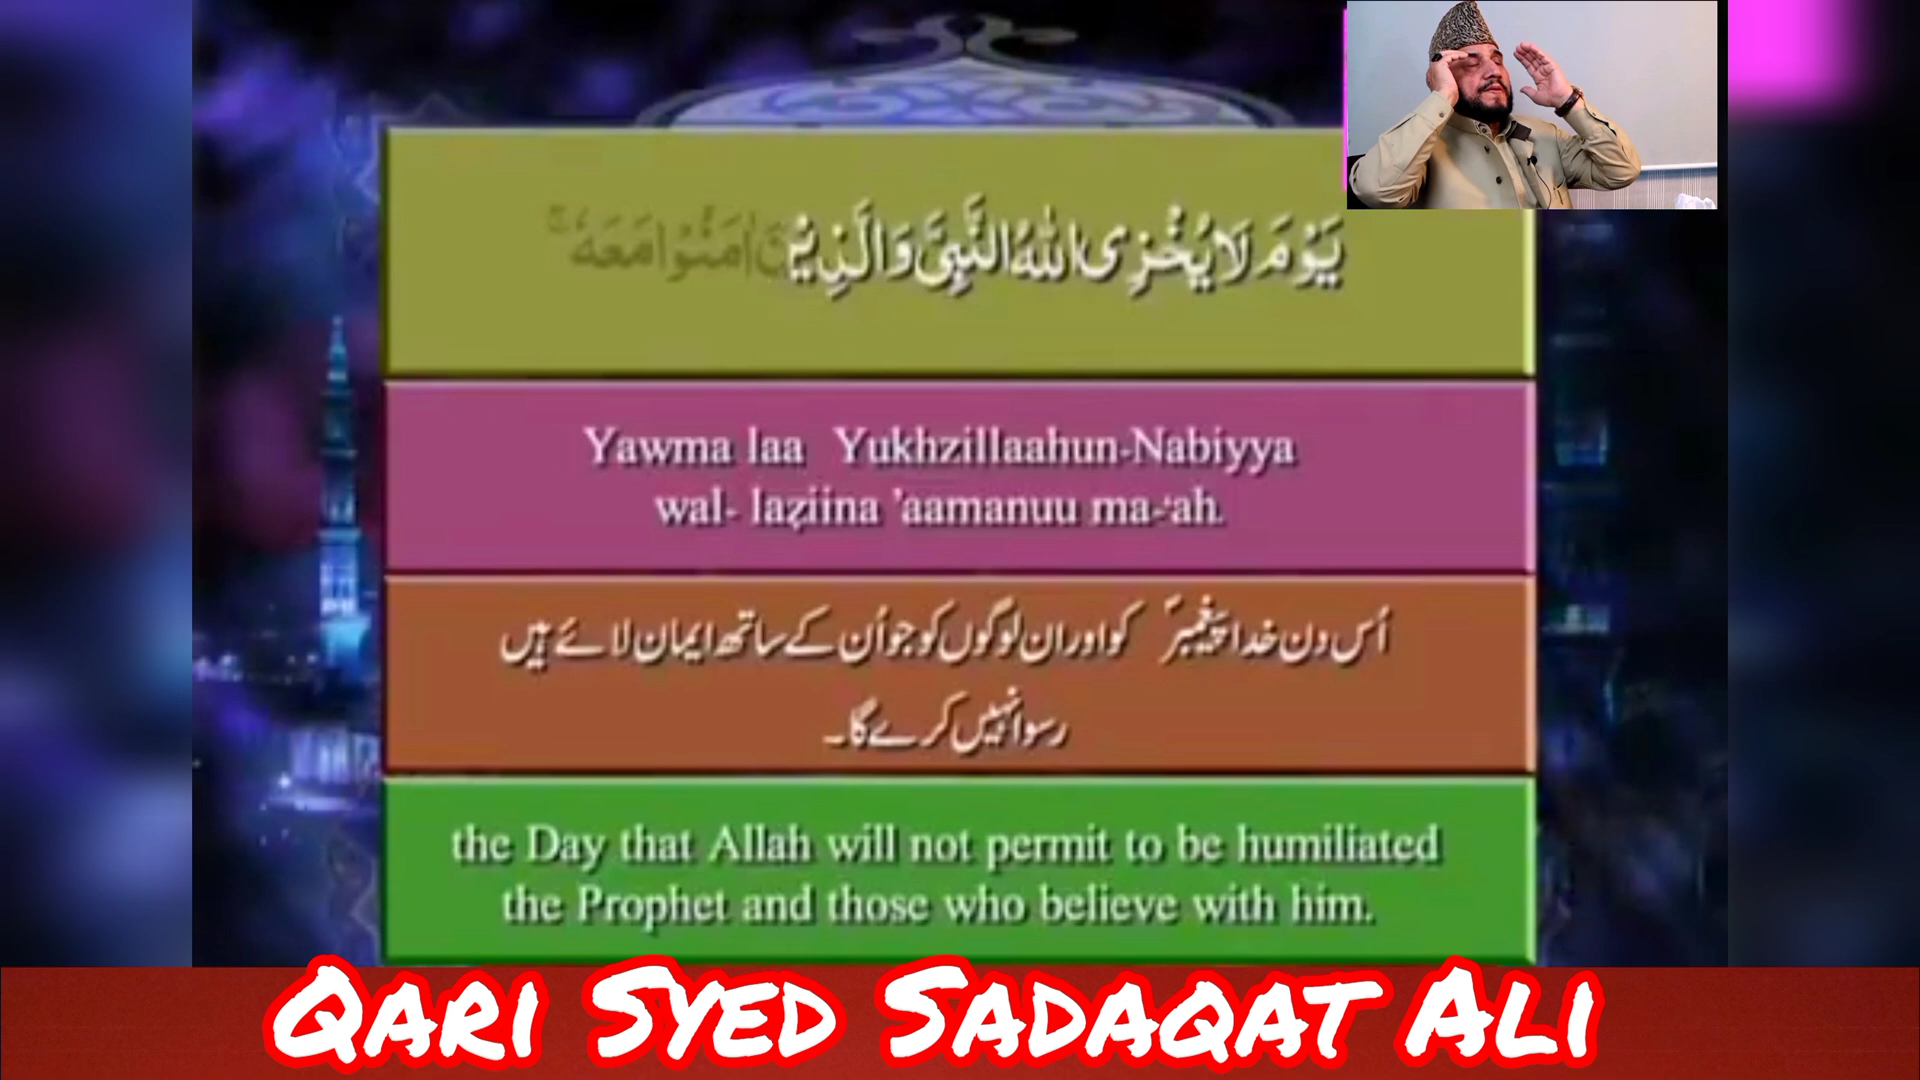 يَوْمَ لَا يُخْزِى اللّٰهُ النَّبِىَّ وَالَّذِيْنَ اٰمَنُوْا مَعَهٗ ۚ
Yawma laa Yukhzillaahun-Nabiyya
wal- laẓiina 'aamanuu ma-‘ah.
اُس دن خدا پیغمبرؐ کو اور ان لوگوں کو جو اُن کے ساتھ ایمان لائے ہیں
رسوا نہیں کرے گا۔
the Day that Allah will not permit to be humiliated
the Prophet and those who believe with him.
QARI SYED SADAQAT ALI